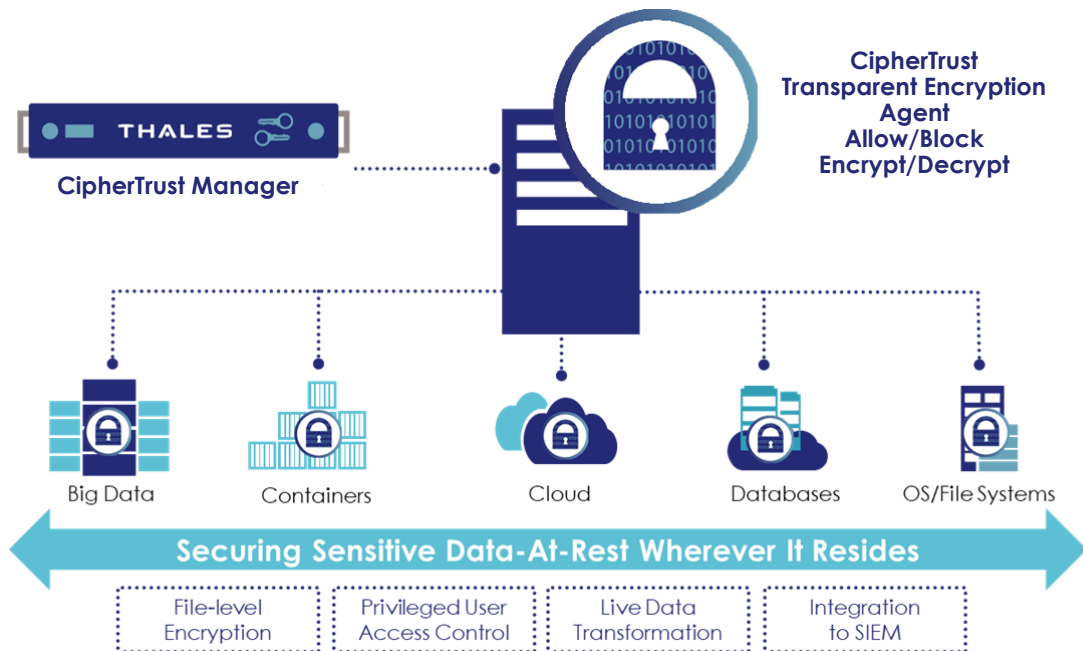 THALES
CipherTrust Manager
CipherTrust
Transparent Encryption
Agent
Allow/Block
Encrypt/Decrypt
Big Data
Containers
Cloud
Databases
OS/File Systems
Securing Sensitive Data-At-Rest Wherever It Resides
File-level
Encryption
Privileged User
Access Control
Live Data
Transformation
Integration
to SIEM